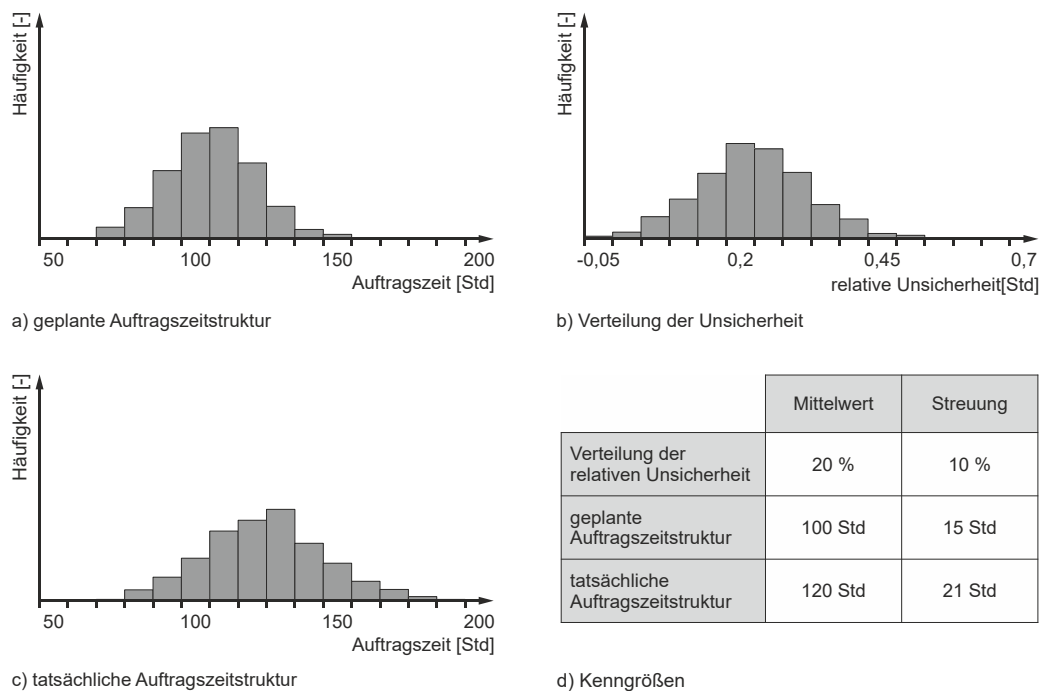 Häufigkeit [-]
50
100
150
200
Auftragszeit [Std]
a) geplante Auftragszeitstruktur
Häufigkeit [-]
-0,05
0,2
0,45
0,7
relative Unsicherheit[Std]
b) Verteilung der Unsicherheit
Häufigkeit [-]
50
100
150
200
Auftragszeit [Std]
c) tatsächliche Auftragszeitstruktur
Mittelwert
Streuung
Verteilung der
relativen Unsicherheit
20 %
10 %
geplante
Auftragszeitstruktur
100 Std
15 Std
tatsächliche
Auftragszeitstruktur
120 Std
21 Std
d) Kenngrößen